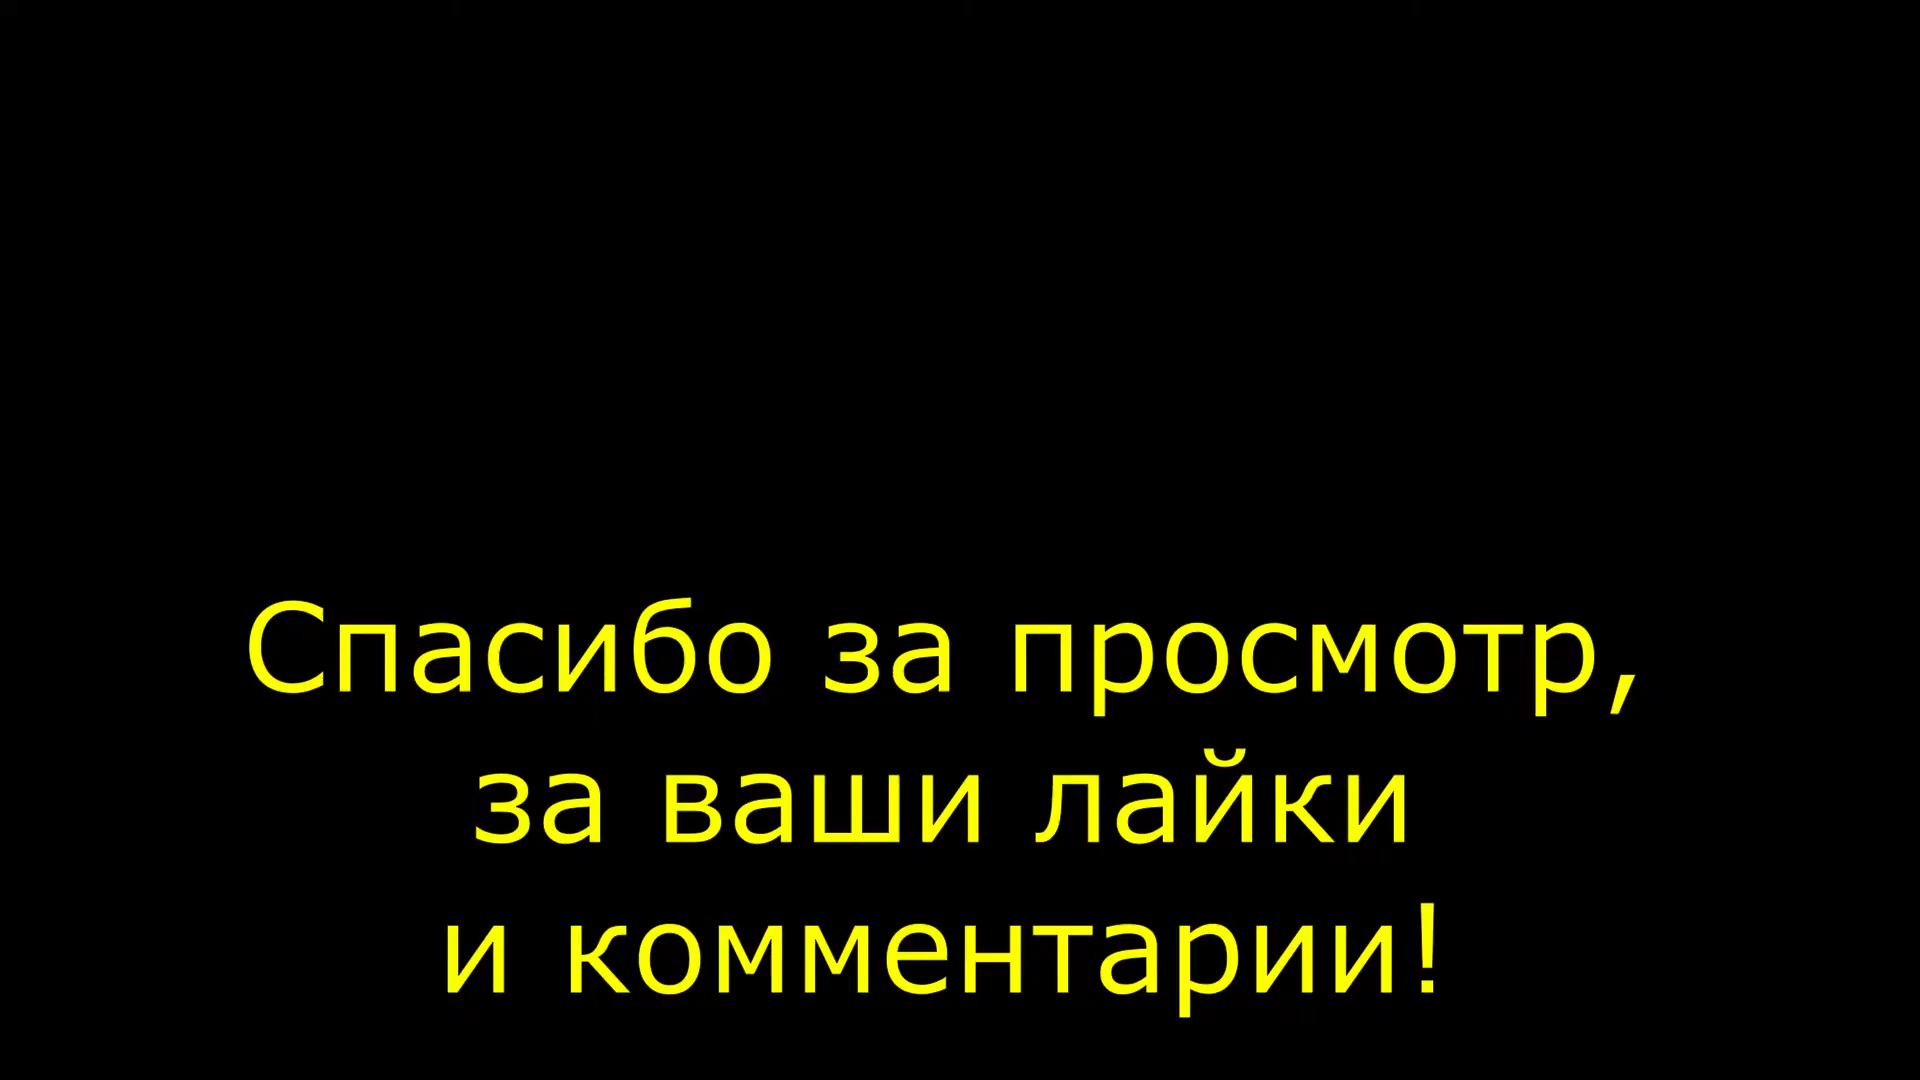 Спасибо за просмотр,
за ваши лайки
и комментарии!